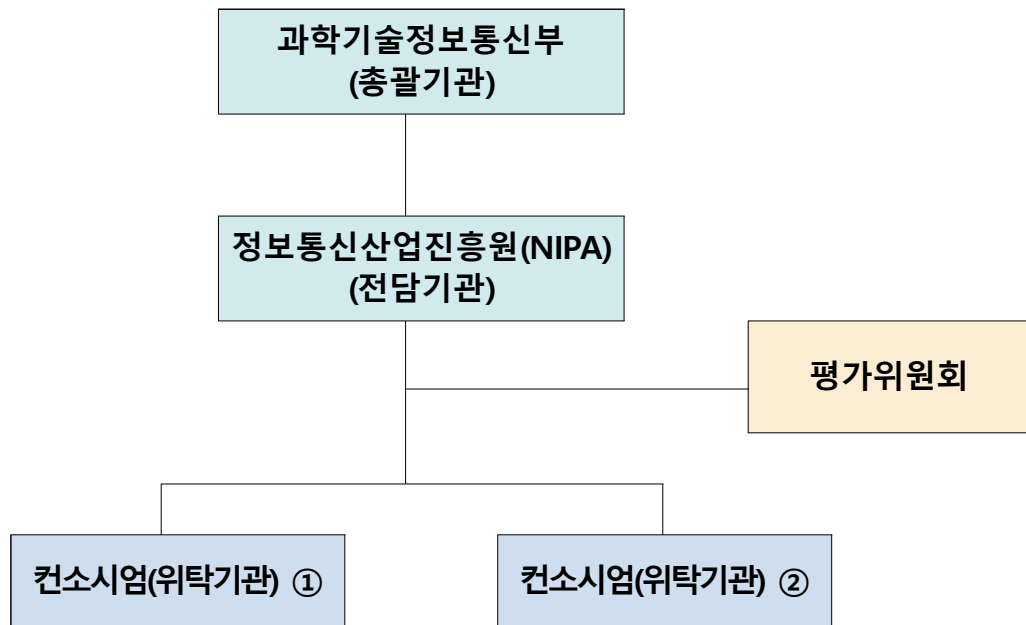 과학기술정보통신부
(총괄기관)
정보통신산업진흥원(NIPA)
(전담기관)
평가위원회
컨소시엄(위탁기관) ①
컨소시엄(위탁기관) ②